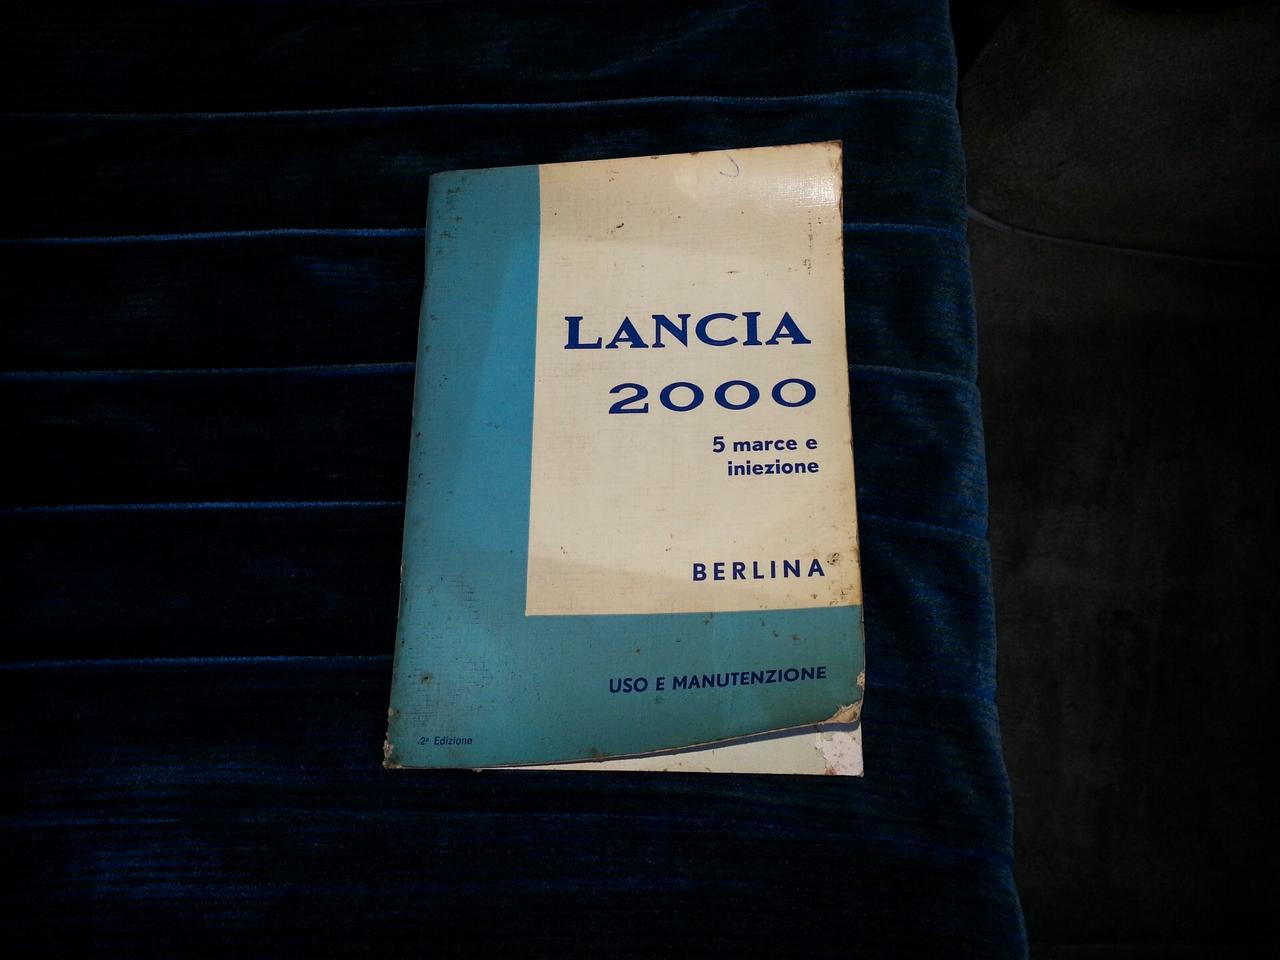 LANCIA
2000
5 marce e
iniezione
BERLINA
USO E MANUTENZIONE
2ª Edizione